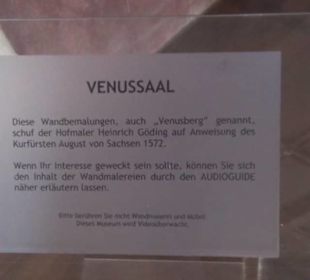 VENUSSAAL
Diese Wandbemalungen, auch „Venusberg" genannt,
schuf der Hofmaler Heinrich Göding auf Anweisung des
Kurfürsten August von Sachsen 1572.
Wenn Ihr Interesse geweckt sein sollte, können Sie sich
den Inhalt der Wandmalereien durch den AUDIOGUIDE
näher erläutern lassen.
Bitte berühren Sie nicht Wandmalerei und Möbel
Dieses Museum wird Videoüberwacht.